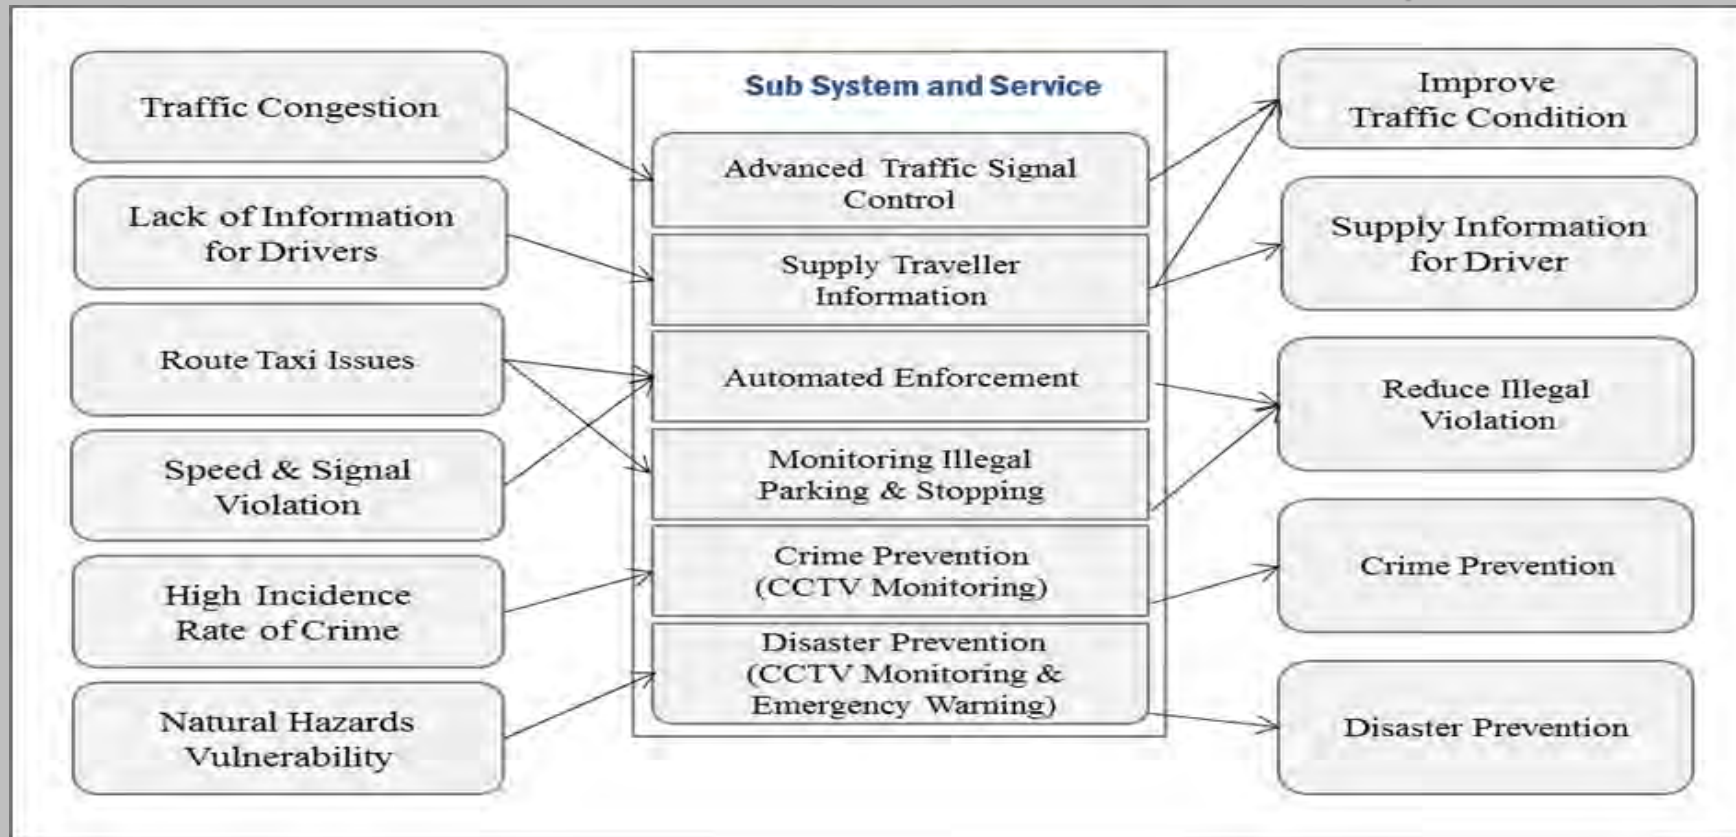 Traffic Congestion
Lack of Information
for Drivers
Route Taxi Issues
Speed & Signal
Violation
High Incidence
Rate of Crime
Natural Hazards
Vulnerability
Sub System and Service
Advanced Traffic Signal
Control
Supply Traveller
Information
Automated Enforcement
Monitoring Illegal
Parking & Stopping
Crime Prevention
(CCTV Monitoring)
Disaster Prevention
(CCTV Monitoring &
Emergency Warning)
Improve
Traffic Condition
Supply Information
for Driver
Reduce Illegal
Violation
Crime Prevention
Disaster Prevention